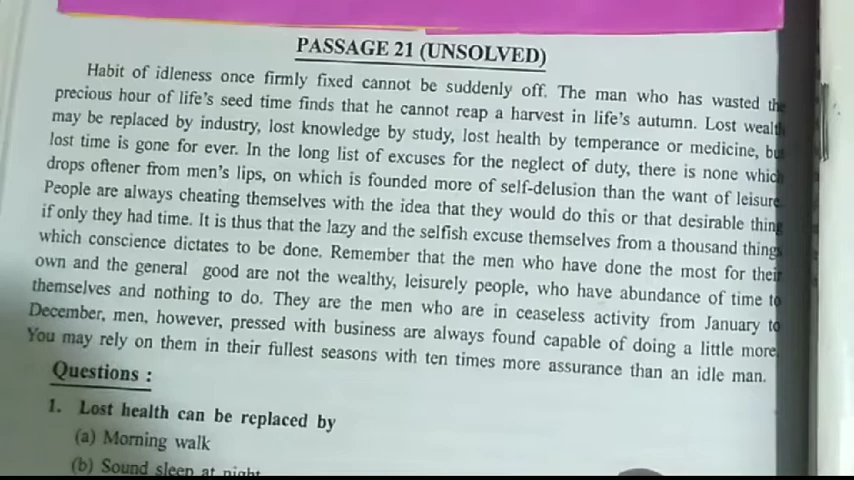 PASSAGE 21 (UNSOLVED)
Habit of idleness once firmly fixed cannot be suddenly off. The man who has wasted the
precious hour of life's seed time finds that he cannot reap a harvest in life's autumn. Lost wealth
may be replaced by industry, lost knowledge by study, lost health by temperance or medicine, but
lost time is gone for ever. In the long list of excuses for the neglect of duty, there is none which
drops oftener from men's lips, on which is founded more of self-delusion than the want of leisure.
People are always cheating themselves with the idea that they would do this or that desirable thing
if only they had time. It is thus that the lazy and the selfish excuse themselves from a thousand things
which conscience dictates to be done. Remember that the men who have done the most for their
own and the general good are not the wealthy, leisurely people, who have abundance of time to
themselves and nothing to do. They are the men who are in ceaseless activity from January to
December, men, however, pressed with business are always found capable of doing a little more.
You may rely on them in their fullest seasons with ten times more assurance than an idle man.
Questions :
1. Lost health can be replaced by
(a) Morning walk
(b) Sound sleep at night